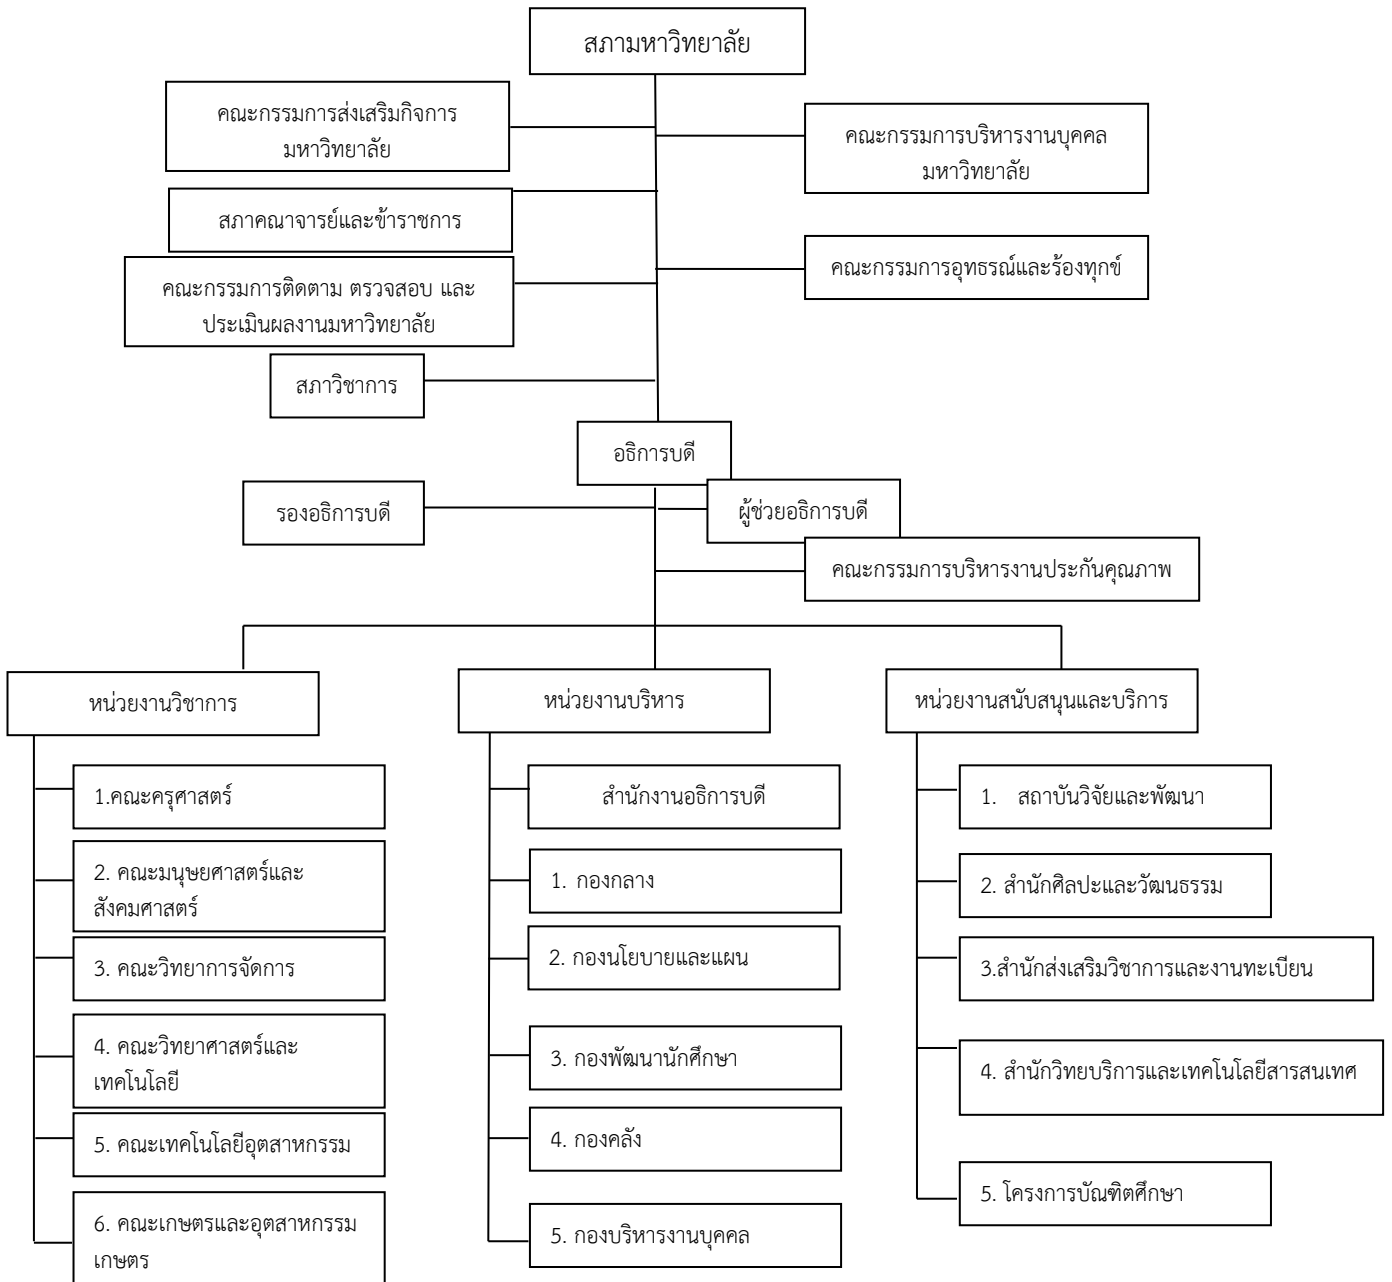 สภามหาวิทยาลัย
คณะกรรมการส่งเสริมกิจการ
มหาวิทยาลัย
คณะกรรมการบริหารงานบุคคล
มหาวิทยาลัย
สภาคณาจารย์และข้าราชการ
คณะกรรมการอุทธรณ์และร้องทุกข์
คณะกรรมการติดตาม ตรวจสอบ และ
ประเมินผลงานมหาวิทยาลัย
สภาวิชาการ
อธิการบดี
รองอธิการบดี
ผู้ช่วยอธิการบดี
คณะกรรมการบริหารงานประกันคุณภาพ
หน่วยงานวิชาการ
1.คณะครุศาสตร์
2. คณะมนุษยศาสตร์และ
สังคมศาสตร์
3. คณะวิทยาการจัดการ
4. คณะวิทยาศาสตร์และ
เทคโนโลยี
5. คณะเทคโนโลยีอุตสาหกรรม
6. คณะเกษตรและอุตสาหกรรม
เกษตร
หน่วยงานบริหาร
สำนักงานอธิการบดี
1. กองกลาง
2. กองนโยบายและแผน
3. กองพัฒนานักศึกษา
4. กองคลัง
5. กองบริหารงานบุคคล
หน่วยงานสนับสนุนและบริการ
1. สถาบันวิจัยและพัฒนา
2. สำนักศิลปะและวัฒนธรรม
3.สำนักส่งเสริมวิชาการและงานทะเบียน
4. สำนักวิทยบริการและเทคโนโลยีสารสนเทศ
5. โครงการบัณฑิตศึกษา